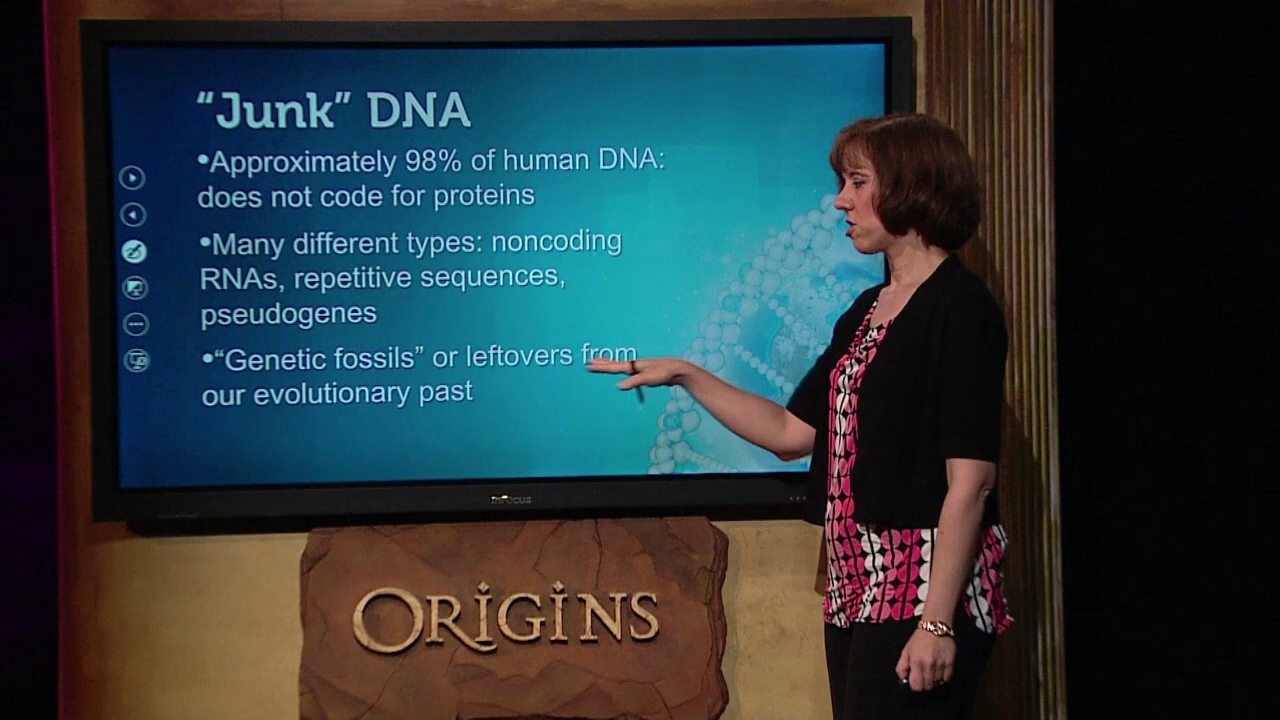 “Junk” DNA
•Approximately 98% of human DNA:
does not code for proteins
•Many different types: noncoding
RNAs, repetitive sequences,
pseudogenes
•“Genetic fossils” or leftovers from
our evolutionary past
InFocus
ORIGINS